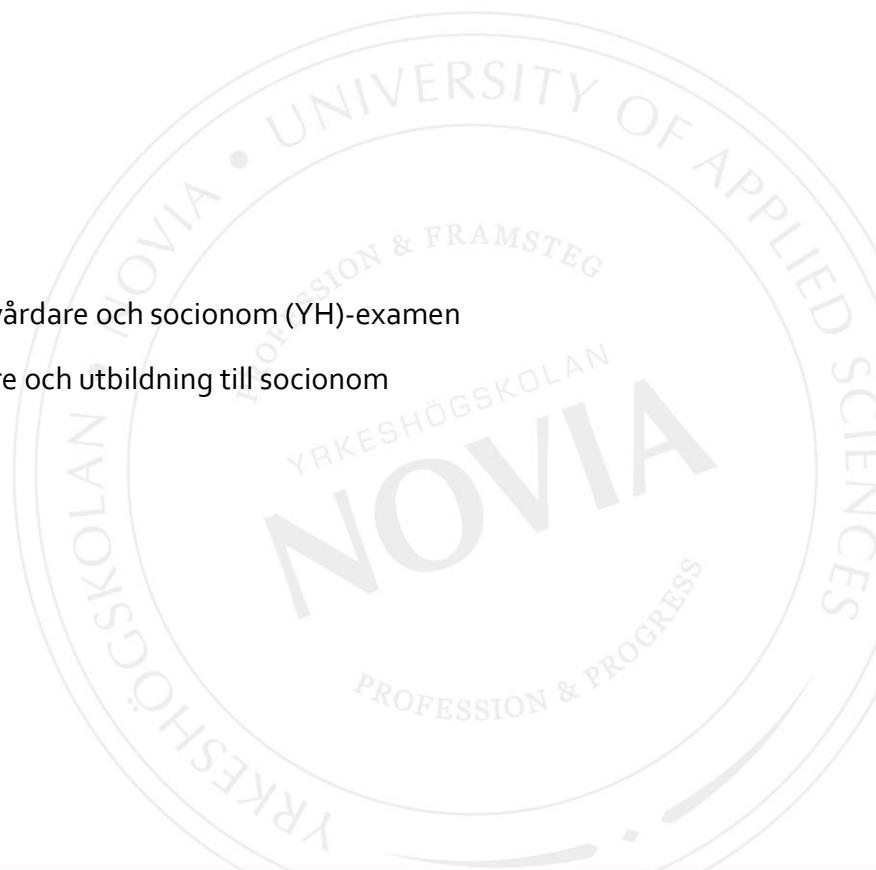 UNIVERSITY OF APPLIED SCIENCES
YRKESHÖGSKOLAN • NOVIA •
PROFESSION & FRAMSTEG
vårdare och socionom (YH)-examen
re och utbildning till socionom
YRKESHÖGSKOLAN
NOVIA
PROFESSION & PROGRESS